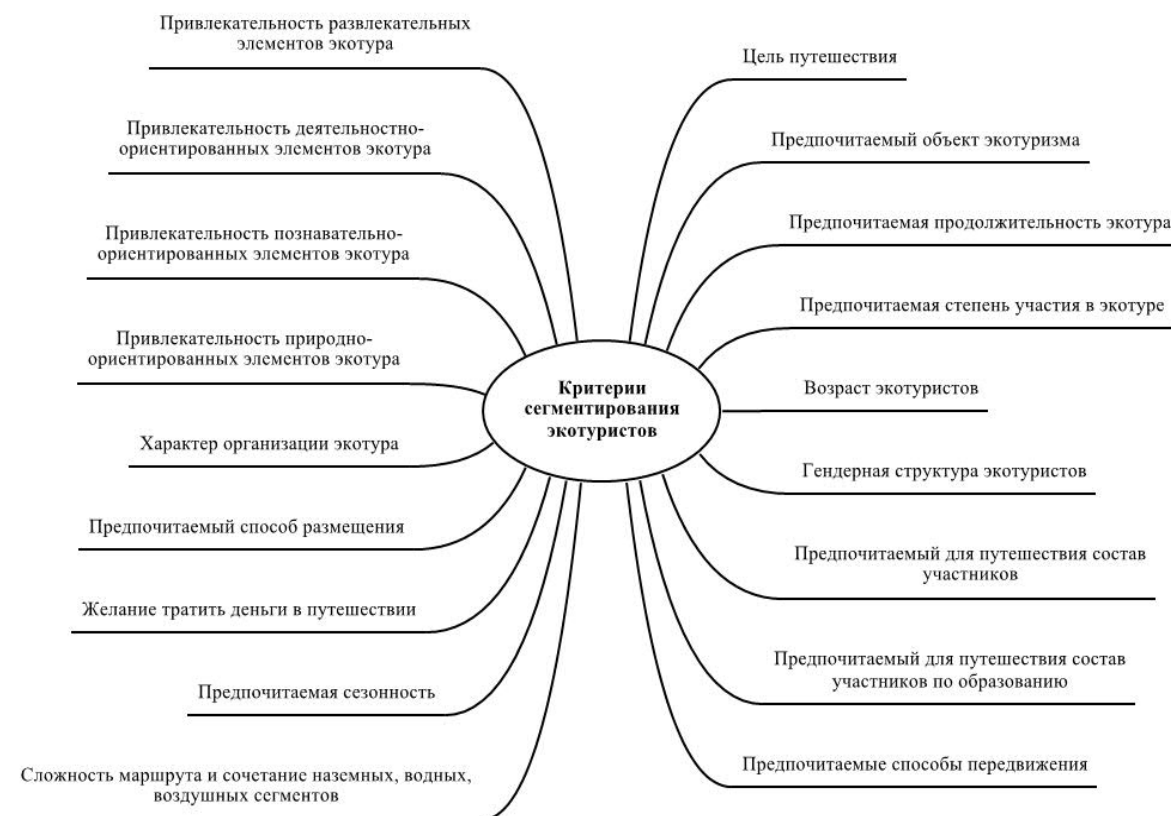 Привлекательность развлекательных
элементов экотура
Привлекательность деятельностно-
ориентированных элементов экотура
Привлекательность познавательно-
ориентированных элементов экотура
Привлекательность природно-
ориентированных элементов экотура
Характер организации экотура
Предпочитаемый способ размещения
Желание тратить деньги в путешествии
Предпочитаемая сезонность
Сложность маршрута и сочетание наземных, водных,
воздушных сегментов
Критерии
сегментирования
экотуристов
Цель путешествия
Предпочитаемый объект экотуризма
Предпочитаемая продолжительность экотура
Предпочитаемая степень участия в экотуре
Возраст экотуристов
Гендерная структура экотуристов
Предпочитаемый для путешествия состав
участников
Предпочитаемый для путешествия состав
участников по образованию
Предпочитаемые способы передвижения